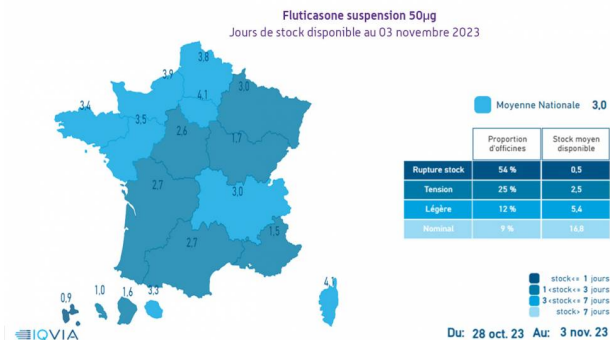 Fluticasone suspension 50µg
Jours de stock disponible au 03 novembre 2023
3,8
3,9
3,0
4,1
3,4
3,5
2,6
1,7
2,7
3,0
1,5
2,7
0,9
1,0
1,6
3,3
4,1
Moyenne Nationale 3,0
Proportion d'officines
Stock moyen disponible
Rupture stock 54 % 0,5
Tension 25 % 2,5
Légère 12 % 5,4
Nominal 9 % 16,8
stock<= 1 jours
1 <stock<= 3 jours
3 <stock<= 7 jours
stock> 7 jours
IQVIA
Du: 28 oct. 23 Au: 3 nov. 23